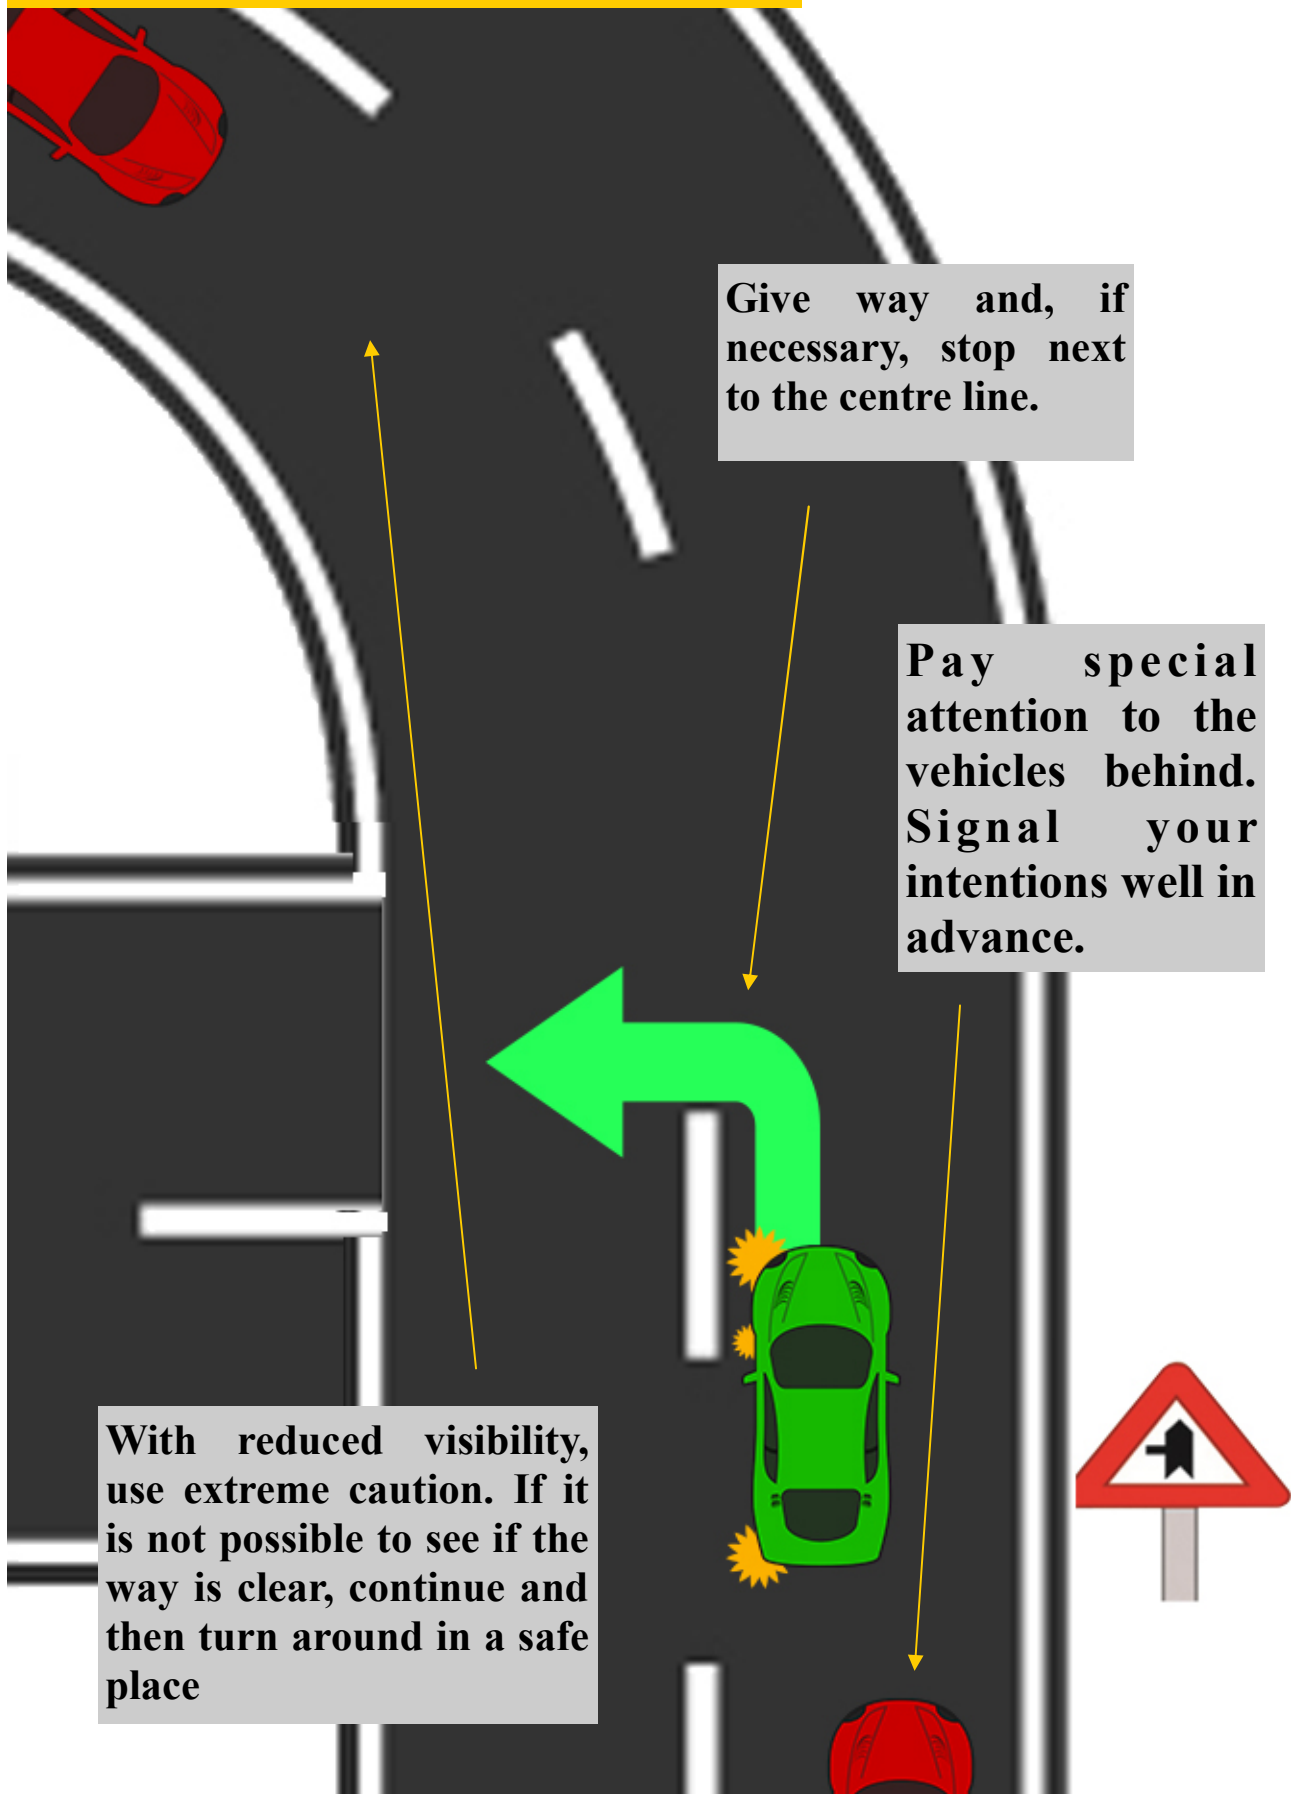 Give way and, if
necessary, stop next
to the centre line.
Pay special
attention to the
vehicles behind.
Signal your
intentions well in
advance.
With reduced visibility,
use extreme caution. If it
is not possible to see if the
way is clear, continue and
then turn around in a safe
place